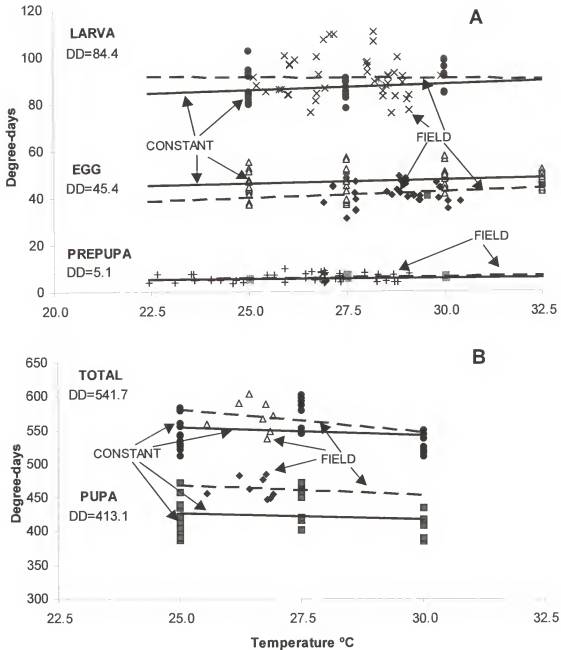 A
120
100
80
60
40
20
0
Degree-days
LARVA
DD=84.4
CONSTANT
EGG
DD=45.4
FIELD
PREPUPA
DD=5.1
FIELD
20.0 22.5 25.0 27.5 30.0 32.5
B
650
600
550
500
450
400
350
300
Degree-days
TOTAL
DD=541.7
CONSTANT
FIELD
PUPA
DD=413.1
22.5 25.0 27.5 30.0 32.5
Temperature ºC